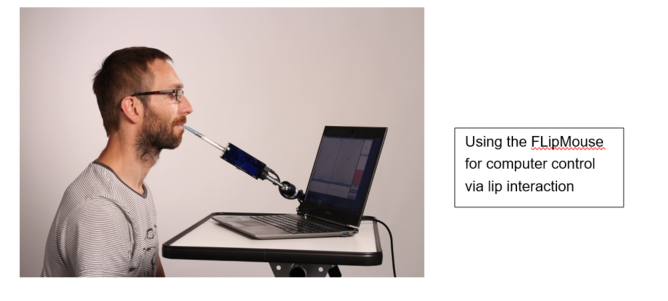 Using the FLipMouse
for computer control
via lip interaction